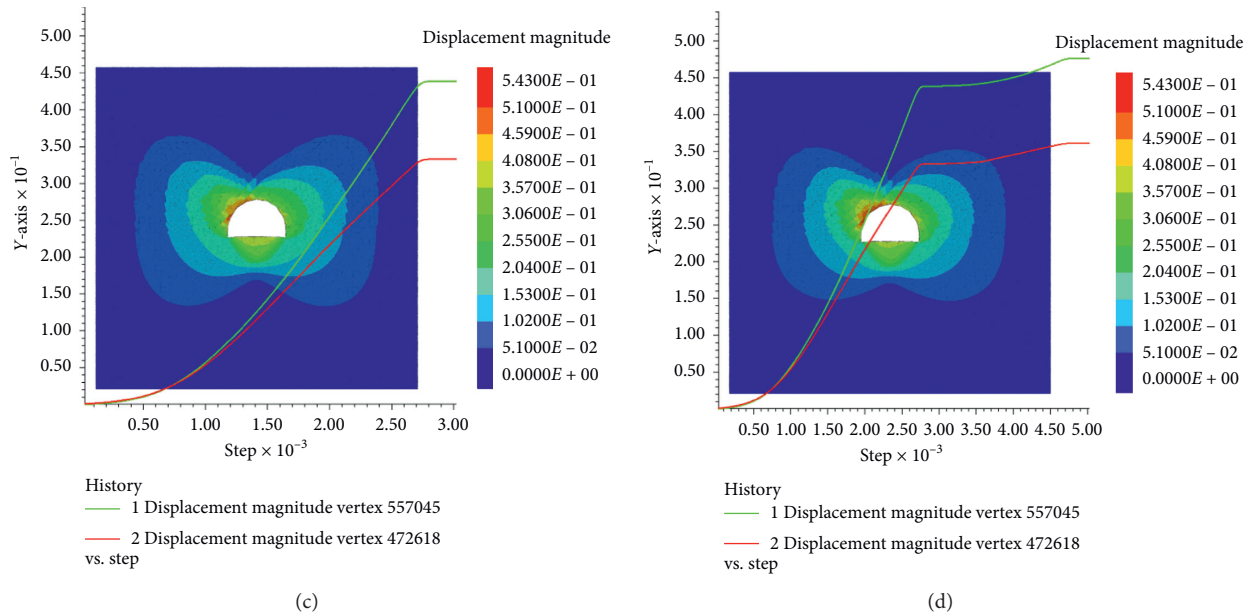 Displacement magnitude
5.4300E – 01
5.1000E – 01
4.5900E – 01
4.0800E – 01
3.5700E – 01
3.0600E – 01
2.5500E – 01
2.0400E – 01
1.5300E – 01
1.0200E – 01
5.1000E – 02
0.0000E + 00
Y-axis × 10⁻¹
5.00
4.50
4.00
3.50
3.00
2.50
2.00
1.50
1.00
0.50
0.50 1.00 1.50 2.00 2.50 3.00
Step × 10⁻³
History
1 Displacement magnitude vertex 557045
2 Displacement magnitude vertex 472618
vs. step
(c)
Displacement magnitude
5.4300E – 01
5.1000E – 01
4.5900E – 01
4.0800E – 01
3.5700E – 01
3.0600E – 01
2.5500E – 01
2.0400E – 01
1.5300E – 01
1.0200E – 01
5.1000E – 02
0.0000E + 00
Y-axis × 10⁻¹
5.00
4.50
4.00
3.50
3.00
2.50
2.00
1.50
1.00
0.50
0.50 1.00 1.50 2.00 2.50 3.00 3.50 4.00 4.50 5.00
Step × 10⁻³
History
1 Displacement magnitude vertex 557045
2 Displacement magnitude vertex 472618
vs. step
(d)